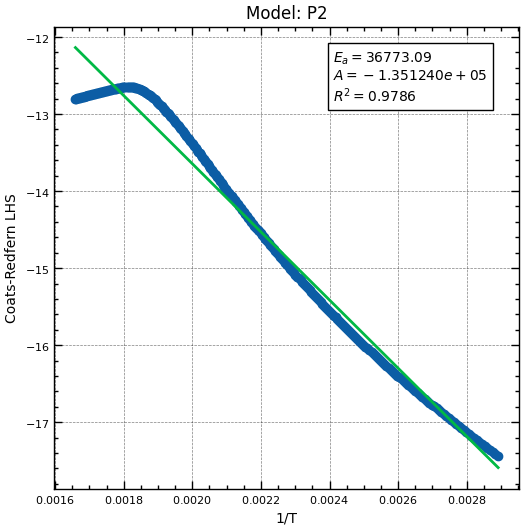 Model: P2
−12
−13
−14
−15
−16
−17
Coats-Redfern LHS
E_a = 36773.09
A = −1.351240e + 05
R² = 0.9786
0.0016 0.0018 0.0020 0.0022 0.0024 0.0026 0.0028
1/T